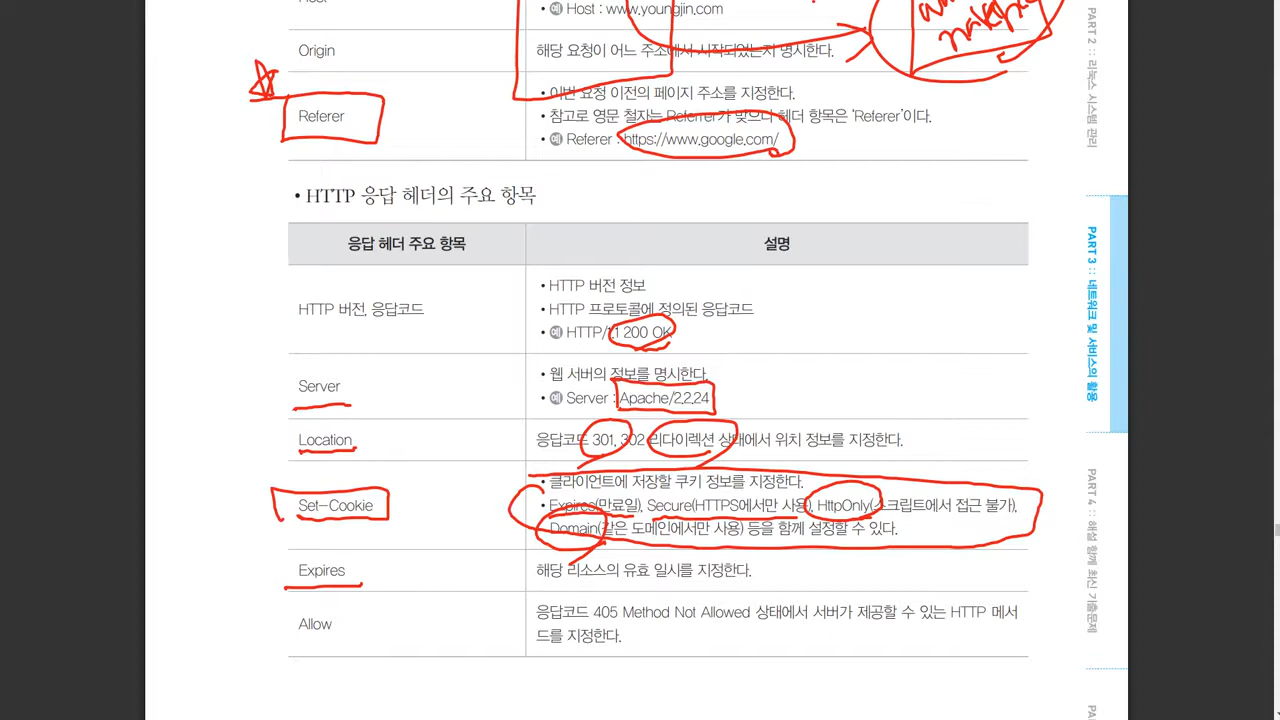 Host : www.youngjin.com
Origin
해당 요청이 어느 주소에서 시작되었는지 명시한다.
Referer
• 이번 요청 이전의 페이지 주소를 지정한다.
• 참고로 영문 철자는 Referrer가 맞으나 헤더 항목은 'Referer'이다.
• 예 Referer : https://www.google.com/
• HTTP 응답 헤더의 주요 항목
응답 헤더 주요 항목
설명
HTTP 버전, 응답코드
• HTTP 버전 정보
• HTTP 프로토콜에 정의된 응답코드
• 예 HTTP/1.1 200 OK
Server
• 웹 서버의 정보를 명시한다.
• 예 Server : Apache/2.2.24
Location
응답코드 301, 302 리다이렉션 상태에서 위치 정보를 지정한다.
Set-Cookie
• 클라이언트에 저장할 쿠키 정보를 지정한다.
• Expires(만료일), Secure(HTTPS에서만 사용), HttpOnly(스크립트에서 접근 불가),
Domain(같은 도메인에서만 사용) 등을 함께 설정할 수 있다.
Expires
해당 리소스의 유효 일시를 지정한다.
Allow
응답코드 405 Method Not Allowed 상태에서 서버가 제공할 수 있는 HTTP 메서
드를 지정한다.
PART 2 :: 리눅스 시스템 관리
PART 3 :: 네트워크 및 서비스의 활용
PART 4 :: 해설 함께 최신 기출문제